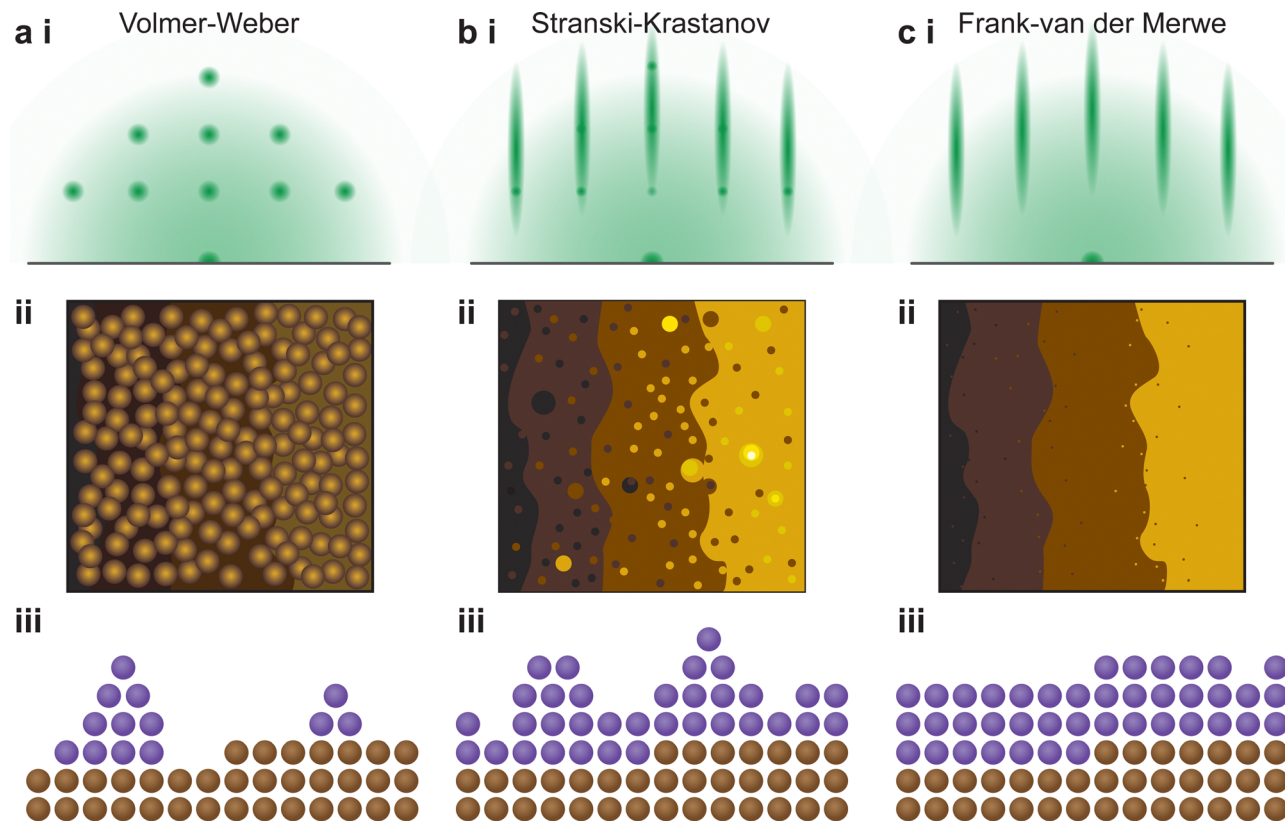 a i Volmer-Weber
b i Stranski-Krastanov
c i Frank-van der Merwe
ii
ii
ii
iii
iii
iii